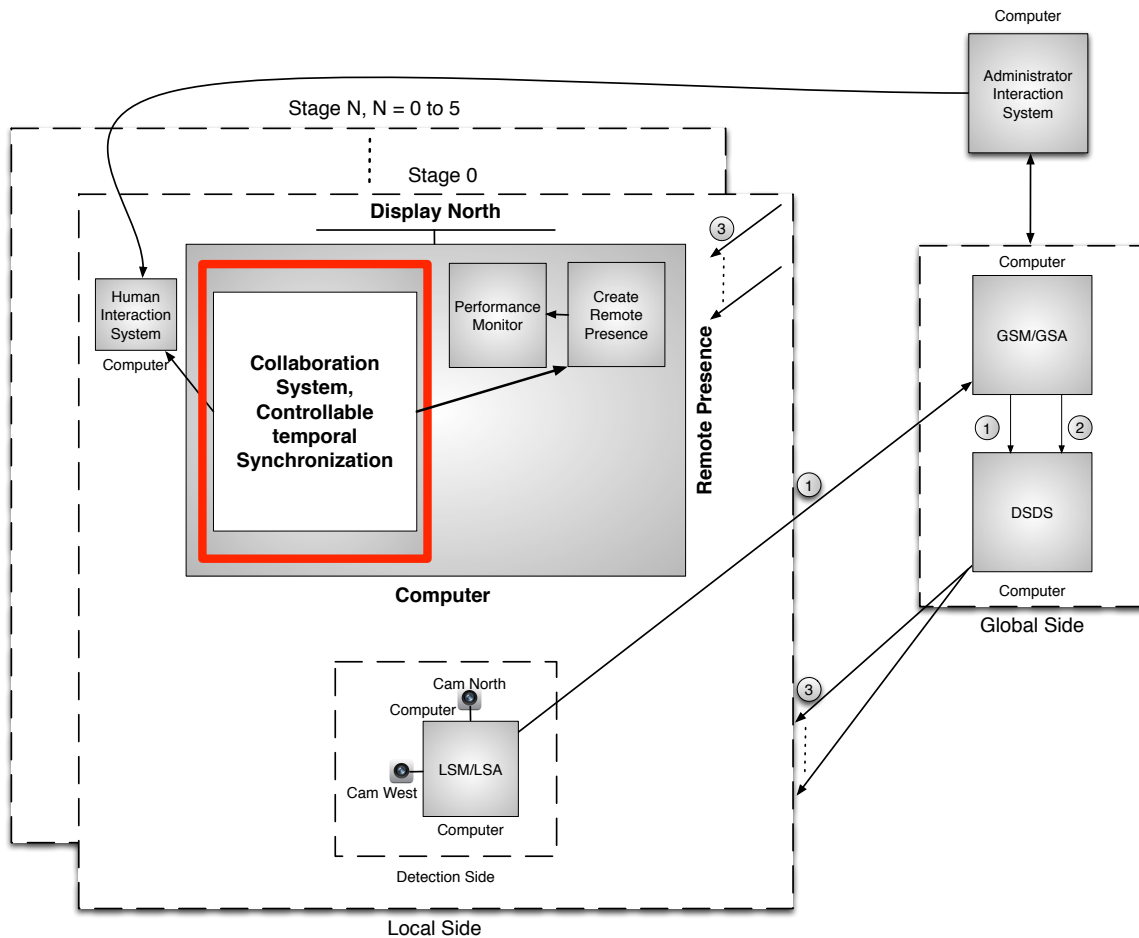 Computer
Administrator
Interaction
System
Stage N, N = 0 to 5
Stage 0
Display North
3
Human
Interaction
System
Computer
Collaboration
System,
Controllable
temporal
Synchronization
Performance
Monitor
Create
Remote
Presence
Remote Presence
Computer
Computer
GSM/GSA
1
2
DSDS
Computer
Global Side
1
3
Cam North
Computer
LSM/LSA
Cam West
Computer
Detection Side
Local Side